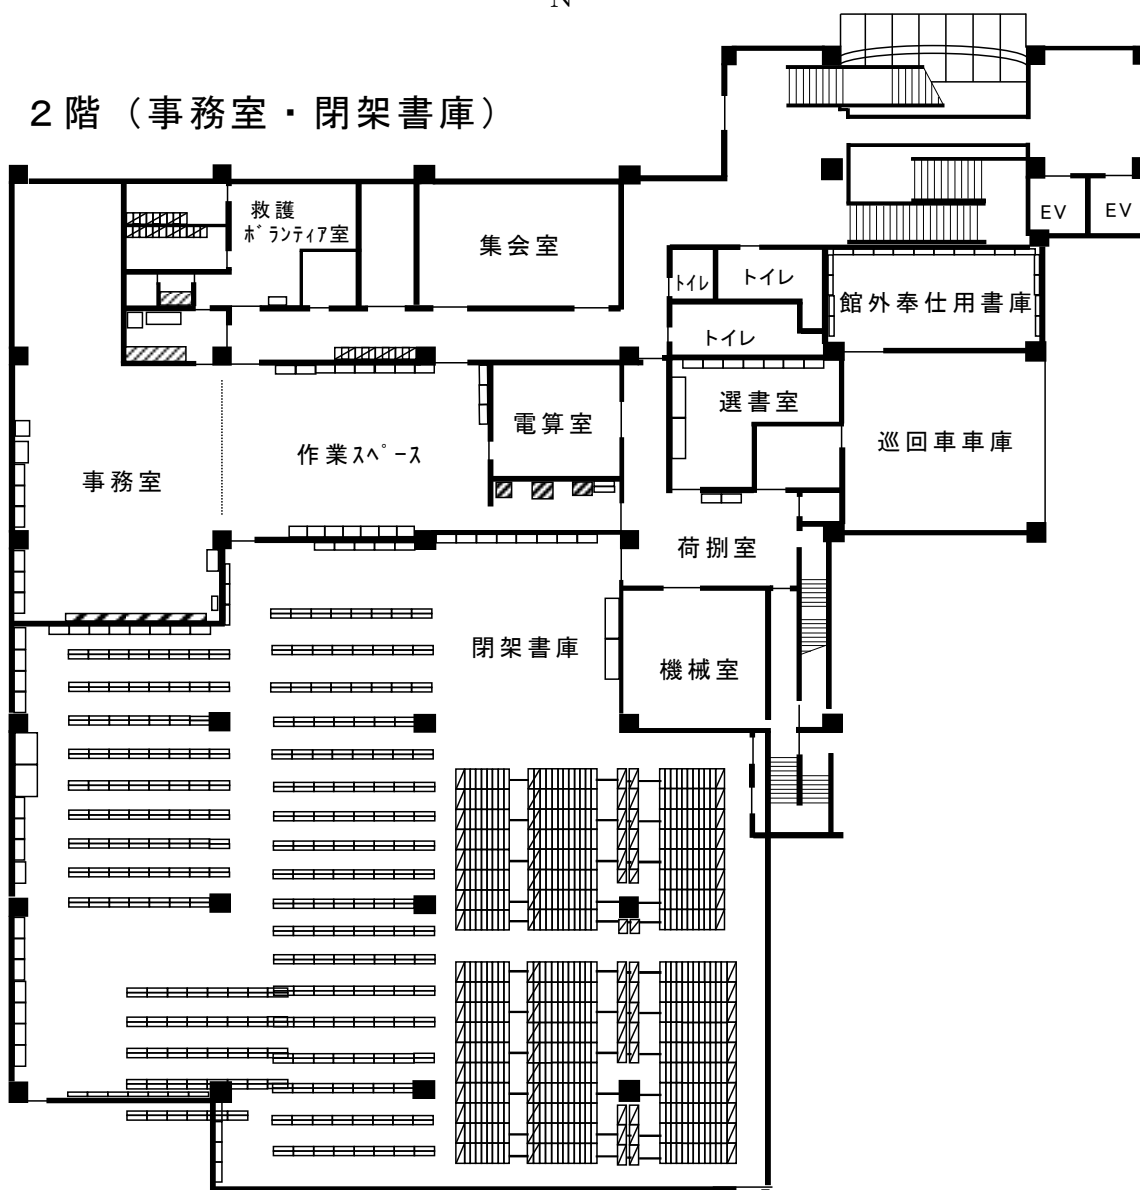 N
2階（事務室・閉架書庫）
救護
ボランティア室
集会室
EV
EV
トイレ
トイレ
館外奉仕用書庫
トイレ
選書室
電算室
巡回車車庫
作業スペース
事務室
荷捌室
閉架書庫
機械室